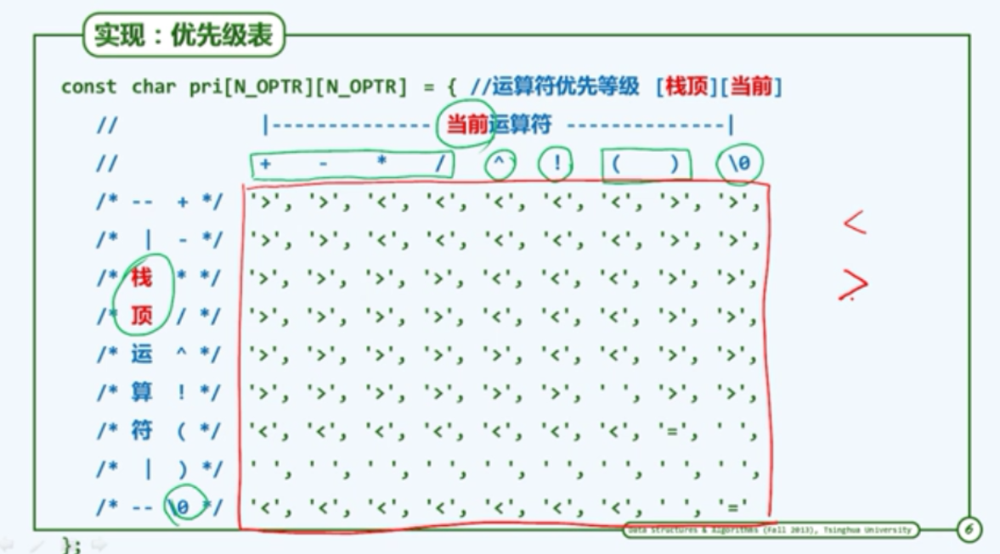 实现：优先级表
const char pri[N_OPTR][N_OPTR] = { //运算符优先等级 [栈顶][当前]
// |-------------- 当前运算符 --------------|
// + - * / ^ ! ( ) \0
/* -- + */ '>', '>', '<', '<', '<', '<', '<', '>', '>',
/* | - */ '>', '>', '<', '<', '<', '<', '<', '>', '>',
/* 栈 * */ '>', '>', '>', '>', '<', '<', '<', '>', '>',
/* 顶 / */ '>', '>', '>', '>', '<', '<', '<', '>', '>',
/* 运 ^ */ '>', '>', '>', '>', '>', '<', '<', '>', '>',
/* 算 ! */ '>', '>', '>', '>', '>', '>', ' ', '>', '>',
/* 符 ( */ '<', '<', '<', '<', '<', '<', '<', '=', ' ',
/* | ) */ ' ', ' ', ' ', ' ', ' ', ' ', ' ', ' ', ' ',
/* -- \0 */ '<', '<', '<', '<', '<', '<', '<', ' ', '='
};
<
>
Data Structures & Algorithms (Fall 2013), Tsinghua University
6